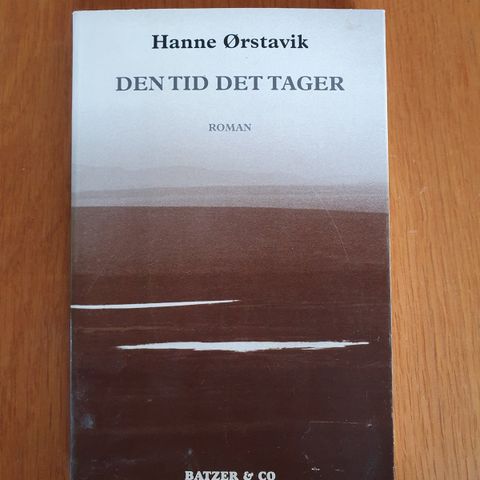 Hanne Ørstavik
DEN TID DET TAGER
ROMAN
BATZER & CO